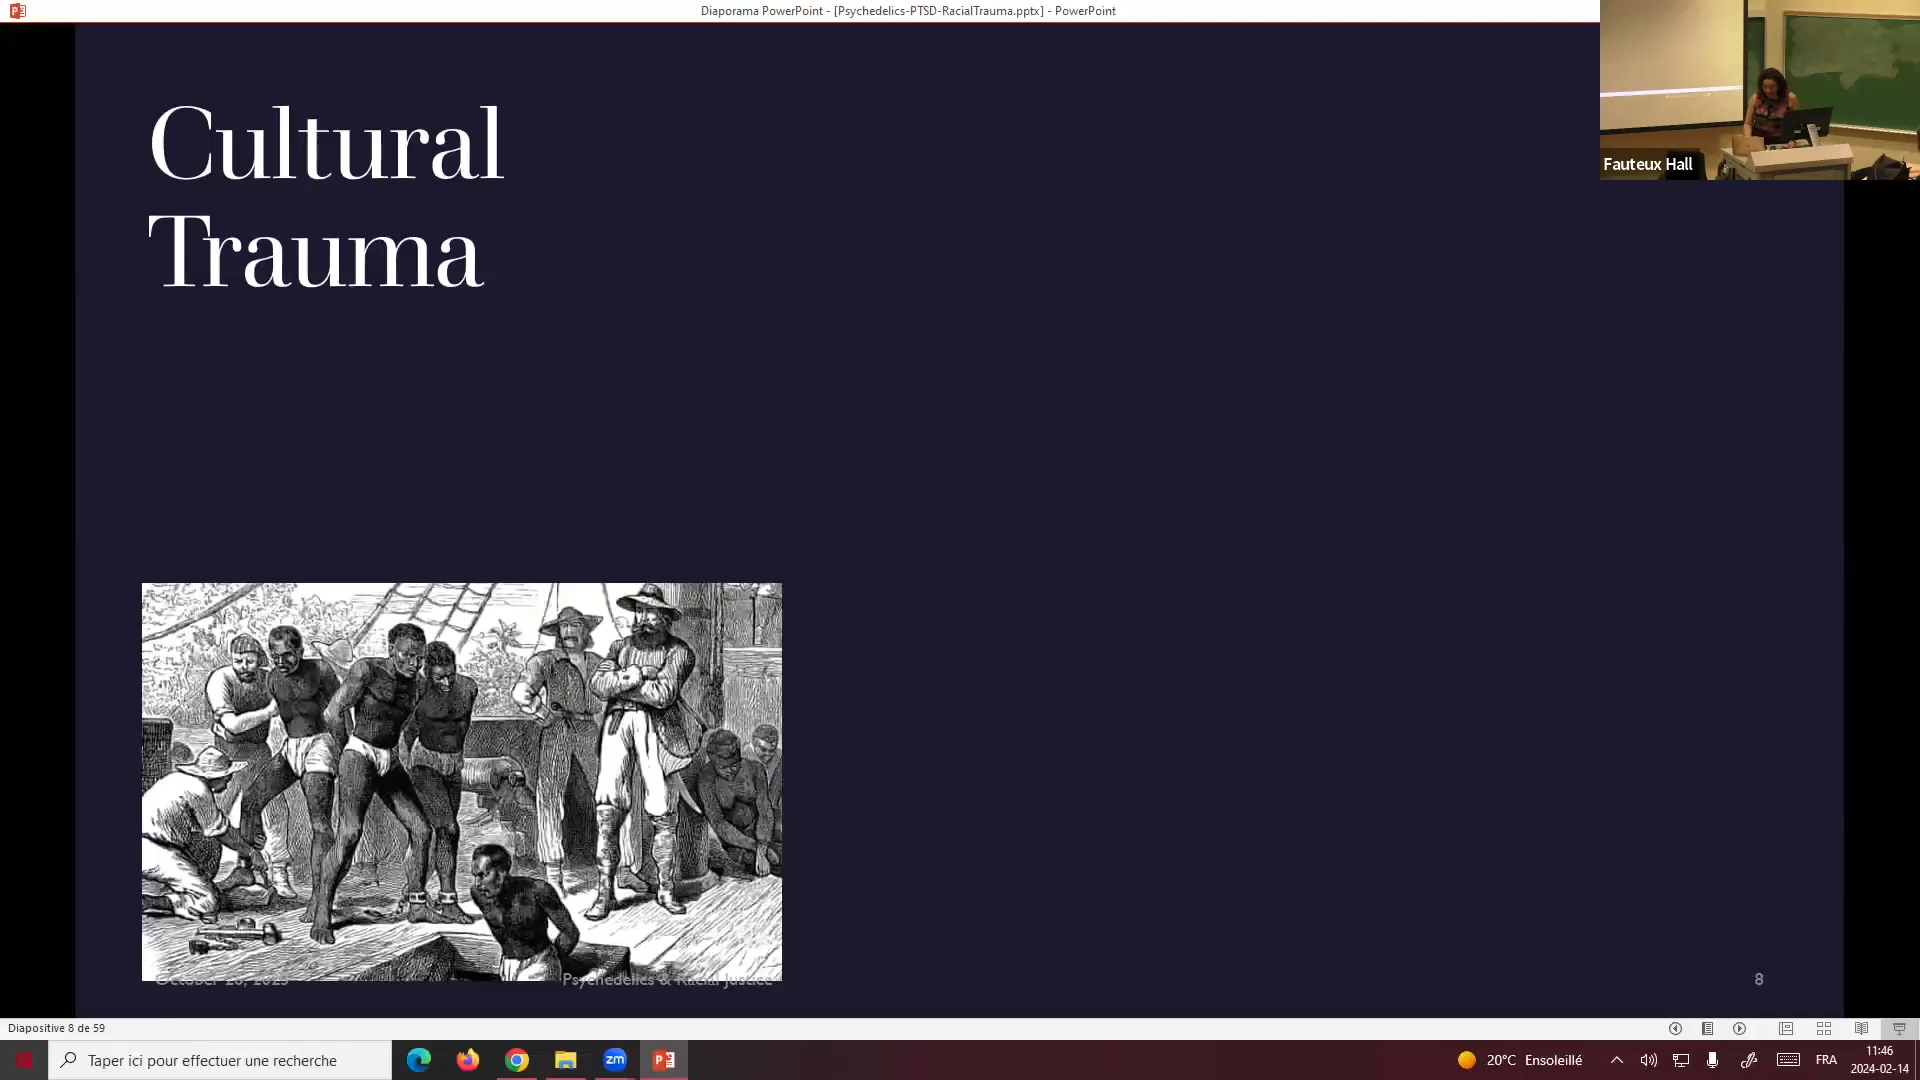 Diaporama PowerPoint - [Psychedelics-PTSD-RacialTrauma.pptx] - PowerPoint
Fauteux Hall
Cultural
Trauma
Psychedelics & Racial Justice
8
Diapositive 8 de 59
Taper ici pour effectuer une recherche
zm
20°C Ensoleillé
FRA
11:46
2024-02-14